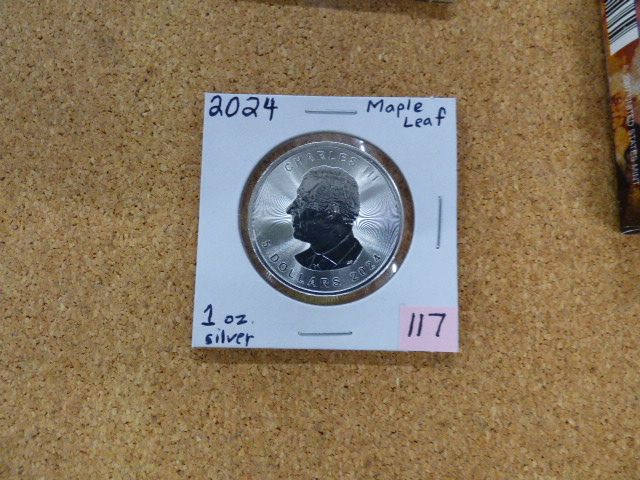 2024
Maple
Leaf
CHARLES III
5 DOLLARS 2024
1 oz.
silver
117